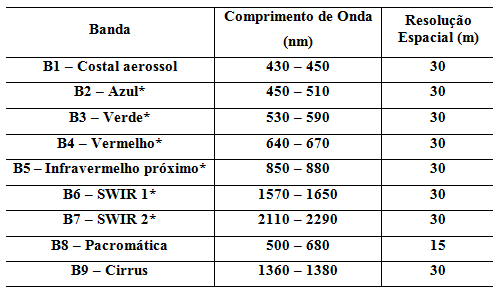 Banda Comprimento de Onda (nm) Resolução Espacial (m)
B1 – Costal aerossol 430 – 450 30
B2 – Azul* 450 – 510 30
B3 – Verde* 530 – 590 30
B4 – Vermelho* 640 – 670 30
B5 – Infravermelho próximo* 850 – 880 30
B6 – SWIR 1* 1570 – 1650 30
B7 – SWIR 2* 2110 – 2290 30
B8 – Pacromática 500 – 680 15
B9 – Cirrus 1360 – 1380 30